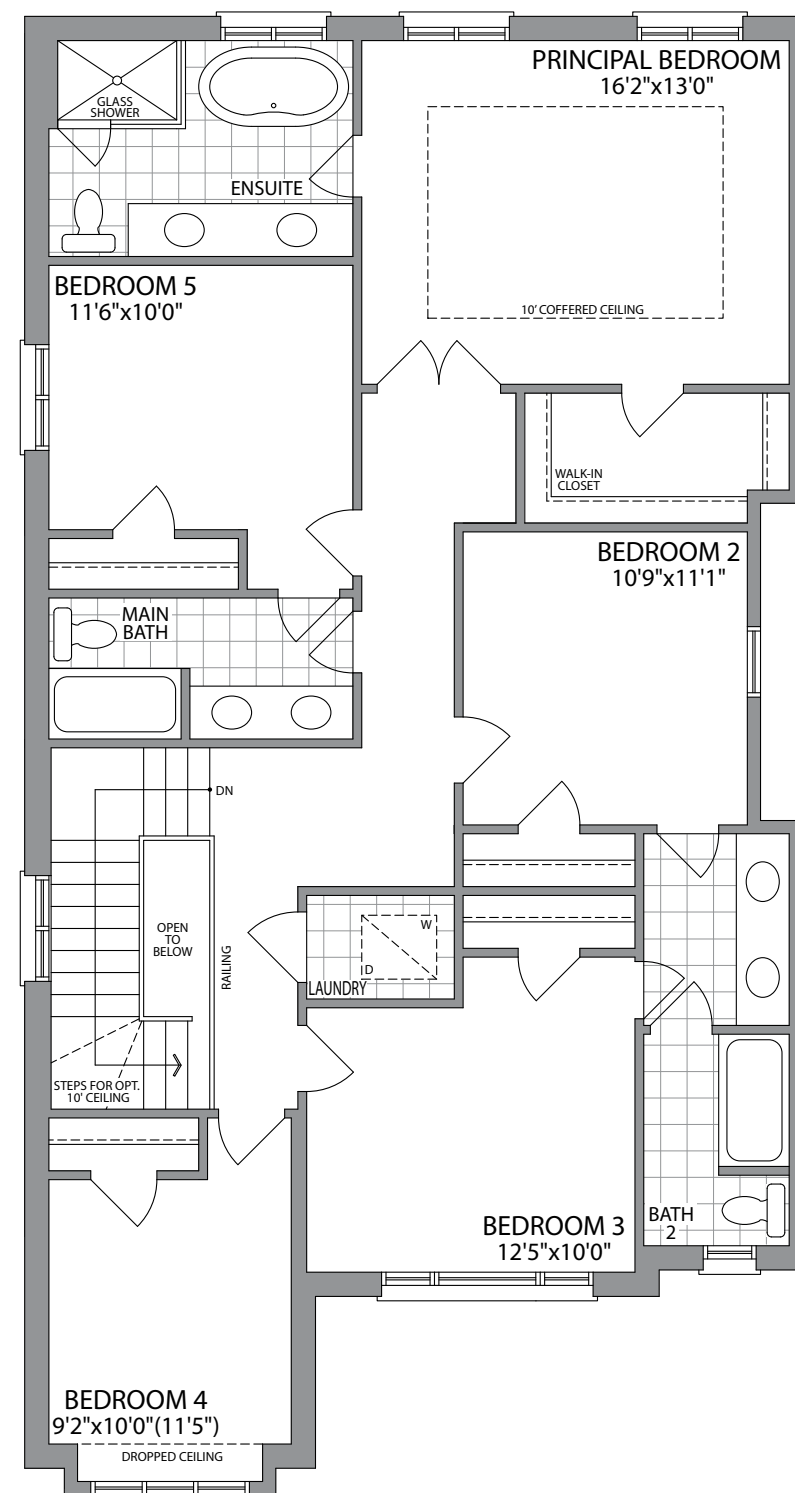 PRINCIPAL BEDROOM
16'2"x13'0"
GLASS
SHOWER
ENSUITE
10' COFFERED CEILING
BEDROOM 5
11'6"x10'0"
WALK-IN
CLOSET
BEDROOM 2
10'9"x11'1"
MAIN
BATH
DN
OPEN
TO
BELOW
RAILING
W
D
LAUNDRY
STEPS FOR OPT.
10' CEILING
BEDROOM 3
12'5"x10'0"
BATH
2
BEDROOM 4
9'2"x10'0"(11'5")
DROPPED CEILING